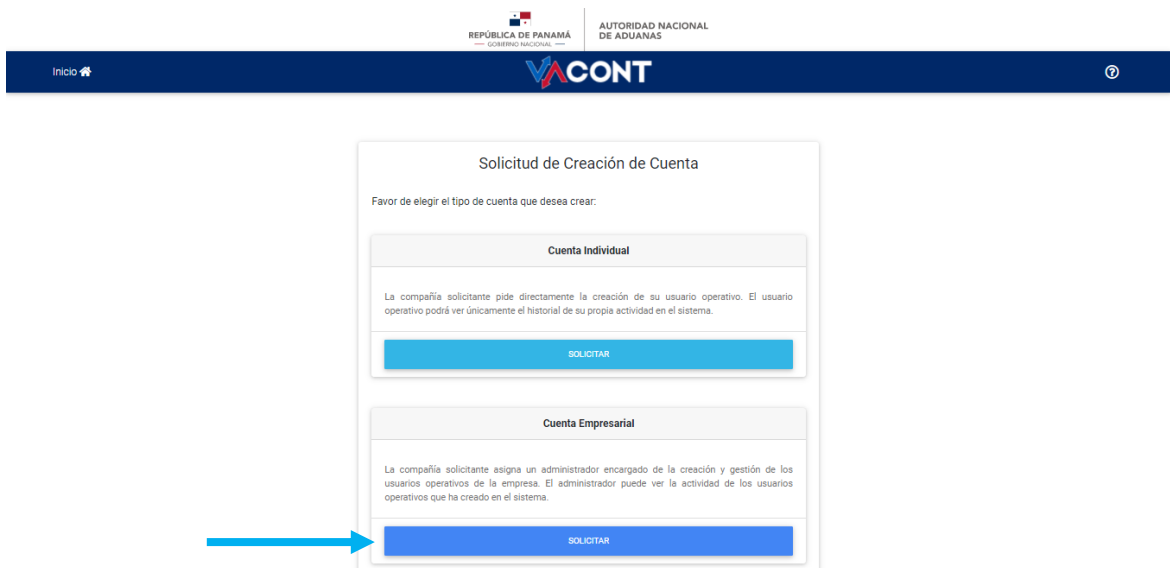 REPÚBLICA DE PANAMÁ
— GOBIERNO NACIONAL —
AUTORIDAD NACIONAL
DE ADUANAS
Inicio
VACONT
Solicitud de Creación de Cuenta
Favor de elegir el tipo de cuenta que desea crear:
Cuenta Individual
La compañía solicitante pide directamente la creación de su usuario operativo. El usuario
operativo podrá ver únicamente el historial de su propia actividad en el sistema.
SOLICITAR
Cuenta Empresarial
La compañía solicitante asigna un administrador encargado de la creación y gestión de los
usuarios operativos de la empresa. El administrador puede ver la actividad de los usuarios
operativos que ha creado en el sistema.
SOLICITAR